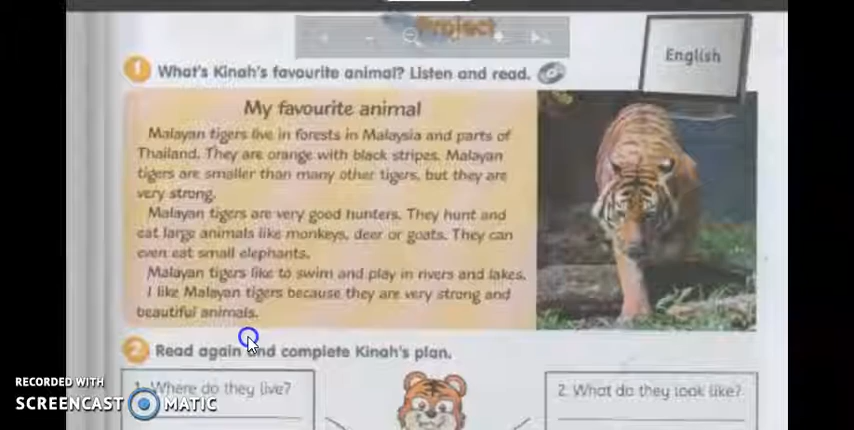 Project
English
1 What's Kinah's favourite animal? Listen and read.
My favourite animal
Malayan tigers live in forests in Malaysia and parts of
Thailand. They are orange with black stripes. Malayan
tigers are smaller than many other tigers, but they are
very strong.
Malayan tigers are very good hunters. They hunt and
eat large animals like monkeys, deer or goats. They can
even eat small elephants.
Malayan tigers like to swim and play in rivers and lakes.
I like Malayan tigers because they are very strong and
beautiful animals.
2 Read again and complete Kinah's plan.
1. Where do they live?
2. What do they look like?
RECORDED WITH
SCREENCAST MATIC